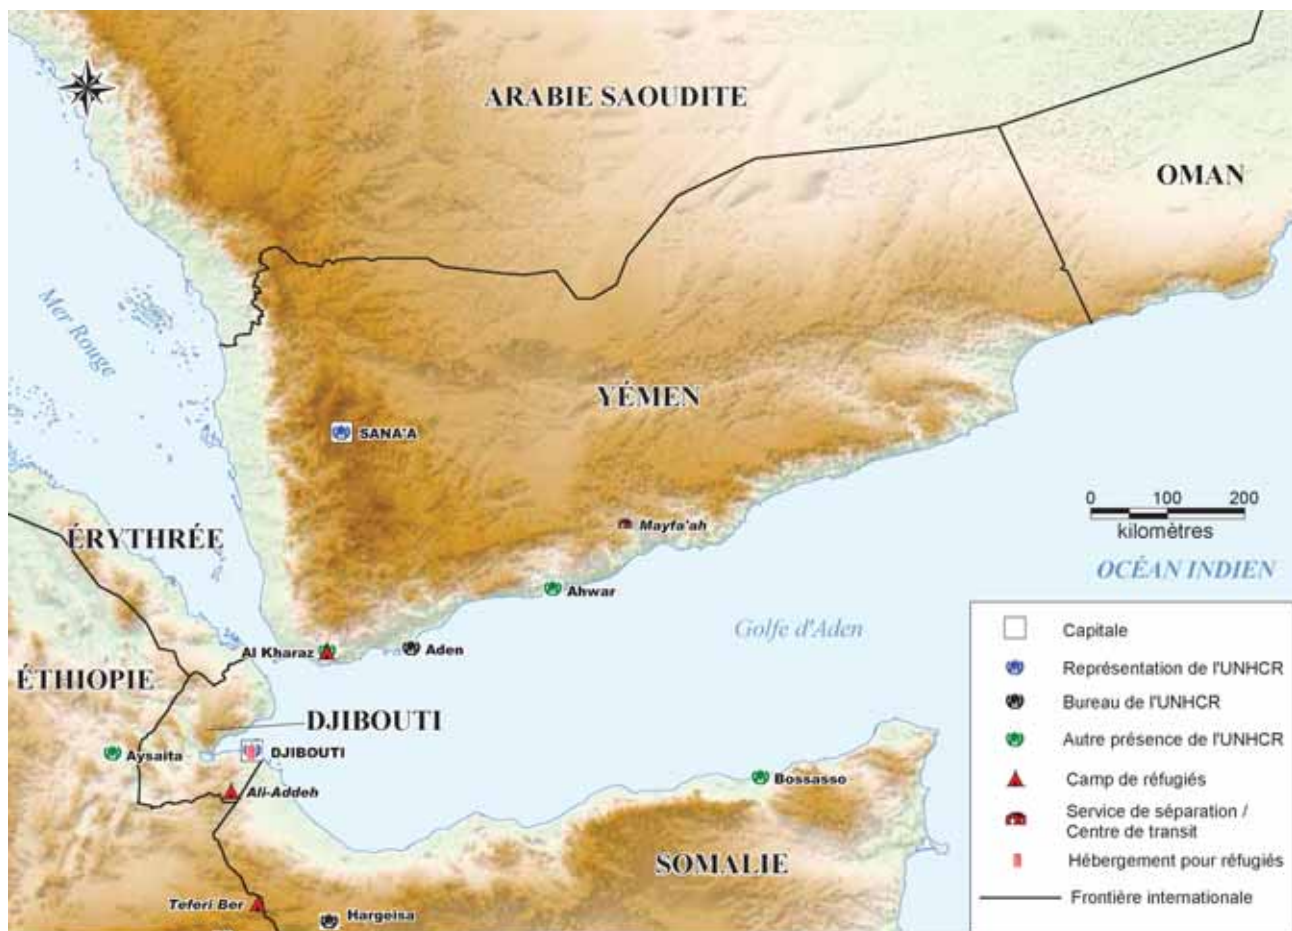 ARABIE SAOUDITE
OMAN
Mer Rouge
YÉMEN
SANA'A
0 100 200
kilomètres
Mayfa'ah
ÉRYTHRÉE
OCÉAN INDIEN
Ahwar
Golfe d'Aden
Al Kharaz
Aden
ÉTHIOPIE
DJIBOUTI
Aysaita
DJIBOUTI
Bossasso
Ali-Addeh
SOMALIE
Teferi Ber
Hargeisa
Capitale
Représentation de l'UNHCR
Bureau de l'UNHCR
Autre présence de l'UNHCR
Camp de réfugiés
Service de séparation /
Centre de transit
Hébergement pour réfugiés
Frontière internationale